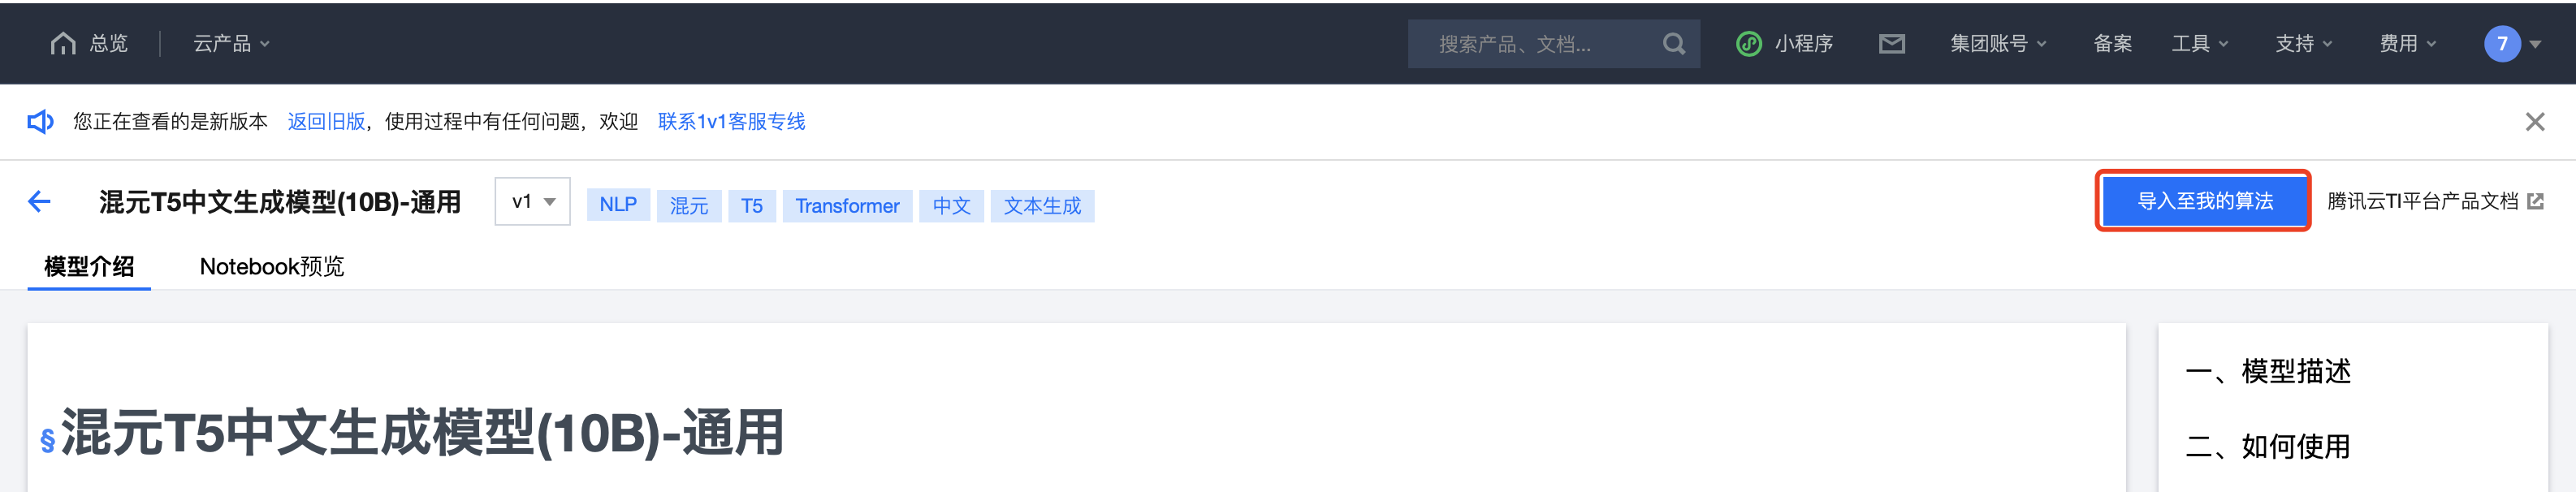 总览 云产品 搜索产品、文档... 小程序 集团账号 备案 工具 支持 费用 7
您正在查看的是新版本 返回旧版，使用过程中有任何问题，欢迎 联系1v1客服专线
混元T5中文生成模型(10B)-通用 v1 NLP 混元 T5 Transformer 中文 文本生成 导入至我的算法 腾讯云TI平台产品文档
模型介绍 Notebook预览
§混元T5中文生成模型(10B)-通用
一、模型描述
二、如何使用